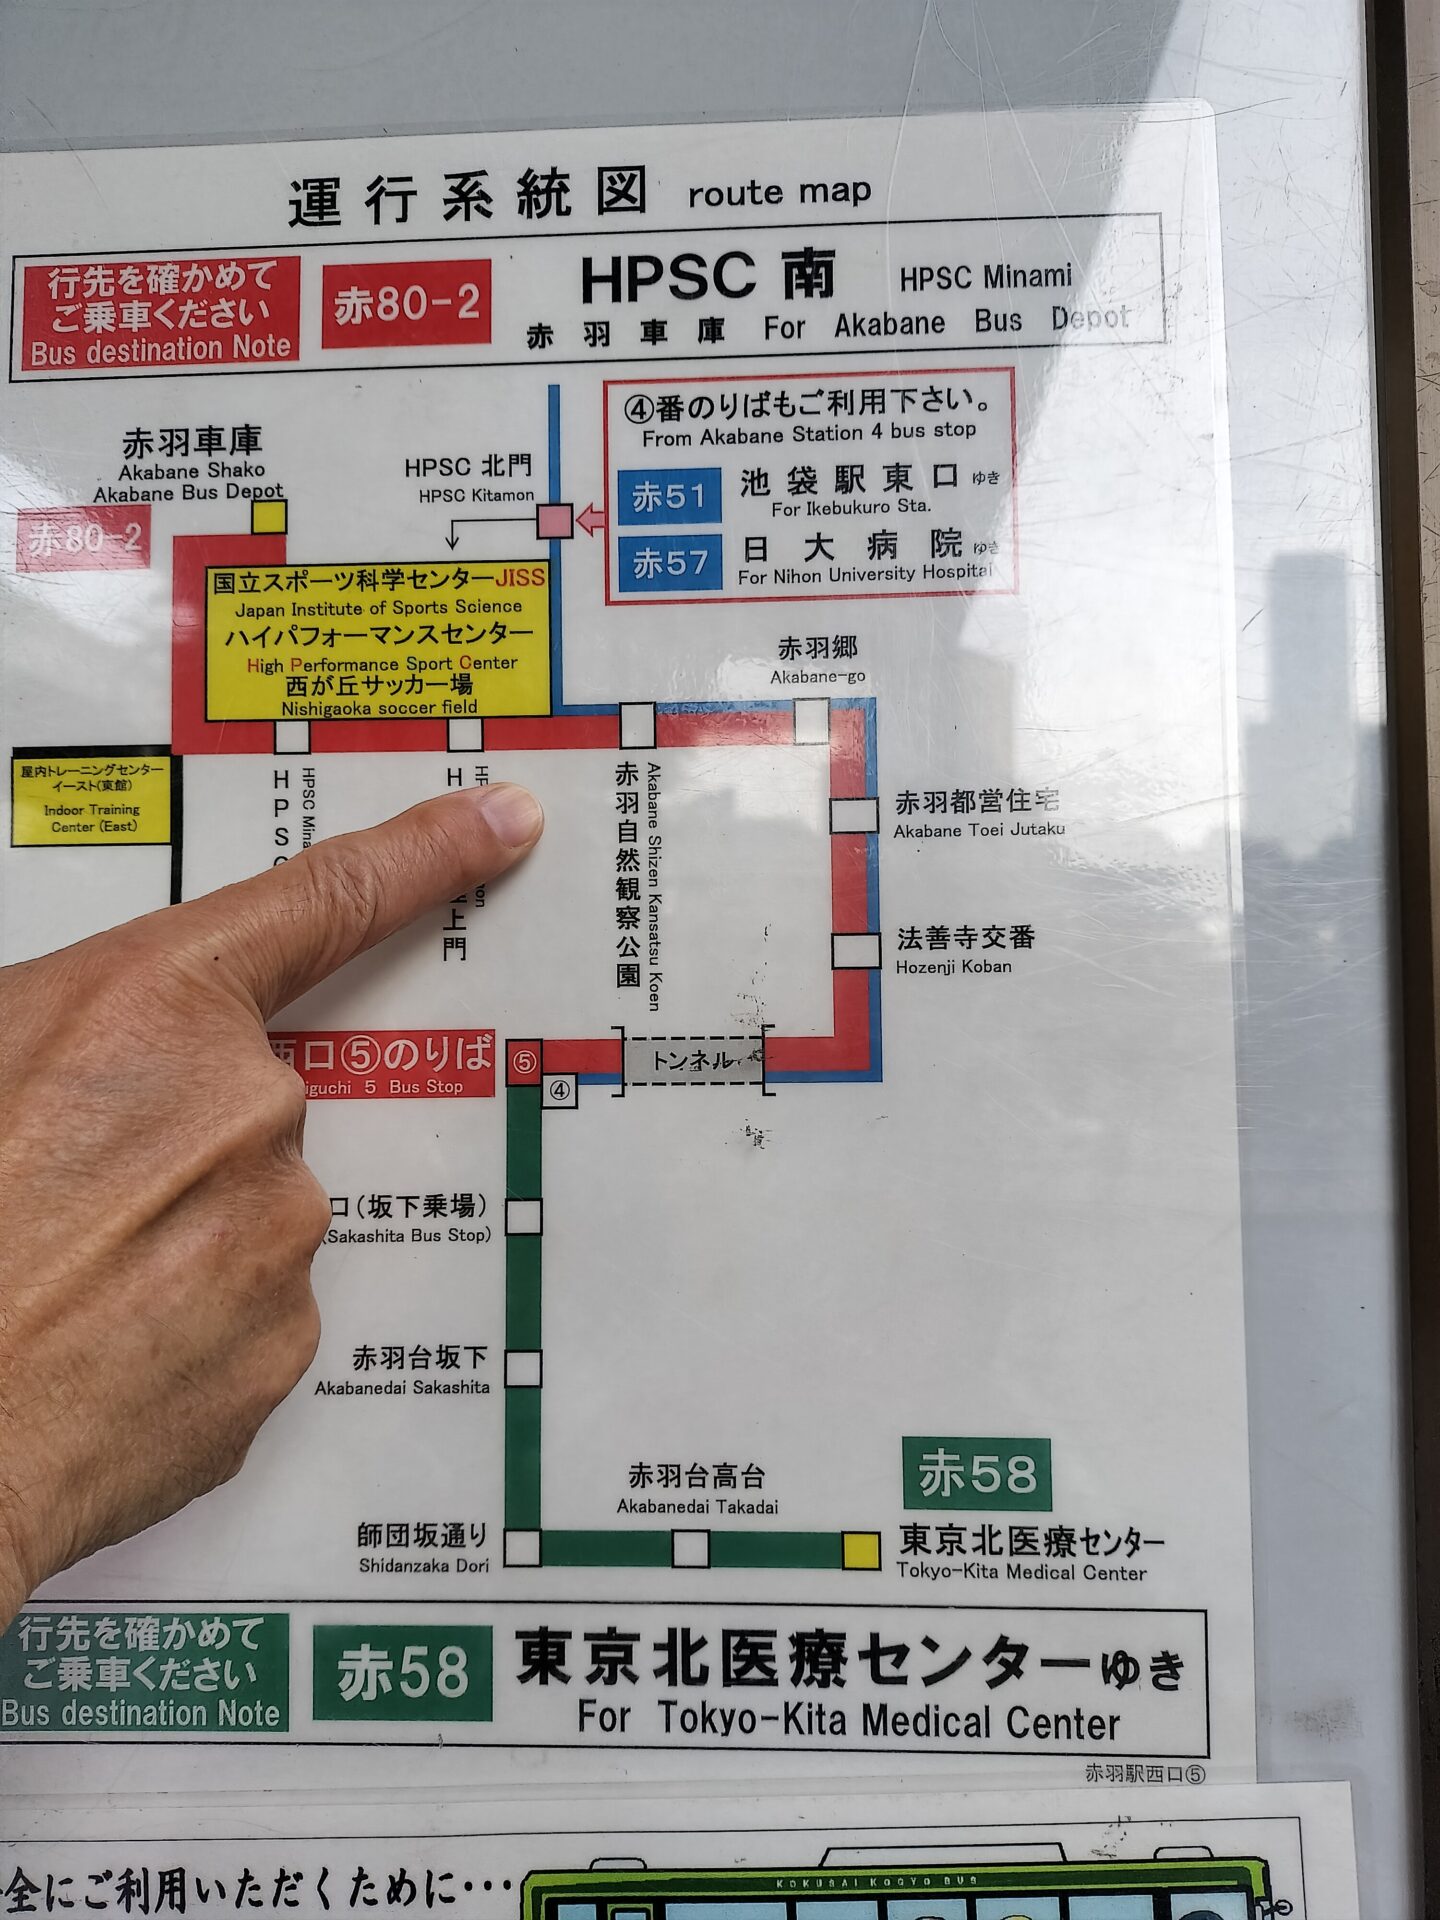 運行系統図 route map
行先を確かめて
ご乗車ください
Bus destination Note
赤80-2
HPSC 南 HPSC Minami
赤羽車庫 For Akabane Bus Depot
④番のりばもご利用下さい。
From Akabane Station 4 bus stop
赤51
池袋駅東口ゆき
For Ikebukuro Sta.
赤57
日大病院ゆき
For Nihon University Hospital
赤羽車庫
Akabane Shako
Akabane Bus Depot
赤80-2
HPSC 北門
HPSC Kitamon
国立スポーツ科学センターJISS
Japan Institute of Sports Science
ハイパフォーマンスセンター
High Performance Sport Center
西が丘サッカー場
Nishigaoka soccer field
赤羽郷
Akabane-go
屋内トレーニングセンター
イースト(東館)
Indoor Training
Center (East)
HPS
HPSC
上門
赤羽自然観察公園
Akabane Shizen Kansatsu Koen
赤羽都営住宅
Akabane Toei Jutaku
法善寺交番
Hozenji Koban
西口⑤のりば
5 Bus Stop
⑤
④
トンネル
口(坂下乗場)
(Sakashita Bus Stop)
赤羽台坂下
Akabanedai Sakashita
師団坂通り
Shidanzaka Dori
赤羽台高台
Akabanedai Takadai
赤58
東京北医療センター
Tokyo-Kita Medical Center
行先を確かめて
ご乗車ください
Bus destination Note
赤58
東京北医療センターゆき
For Tokyo-Kita Medical Center
赤羽駅西口⑤
全にご利用いただくために…
KOKUSAI KOGYO BUS